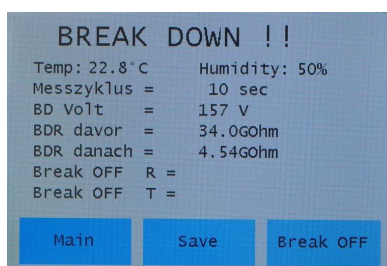 BREAK DOWN !!
Temp: 22.8°C Humidity: 50%
Messzyklus = 10 sec
BD Volt = 157 V
BDR davor = 34.0GOhm
BDR danach = 4.54GOhm
Break OFF R =
Break OFF T =
Main Save Break OFF